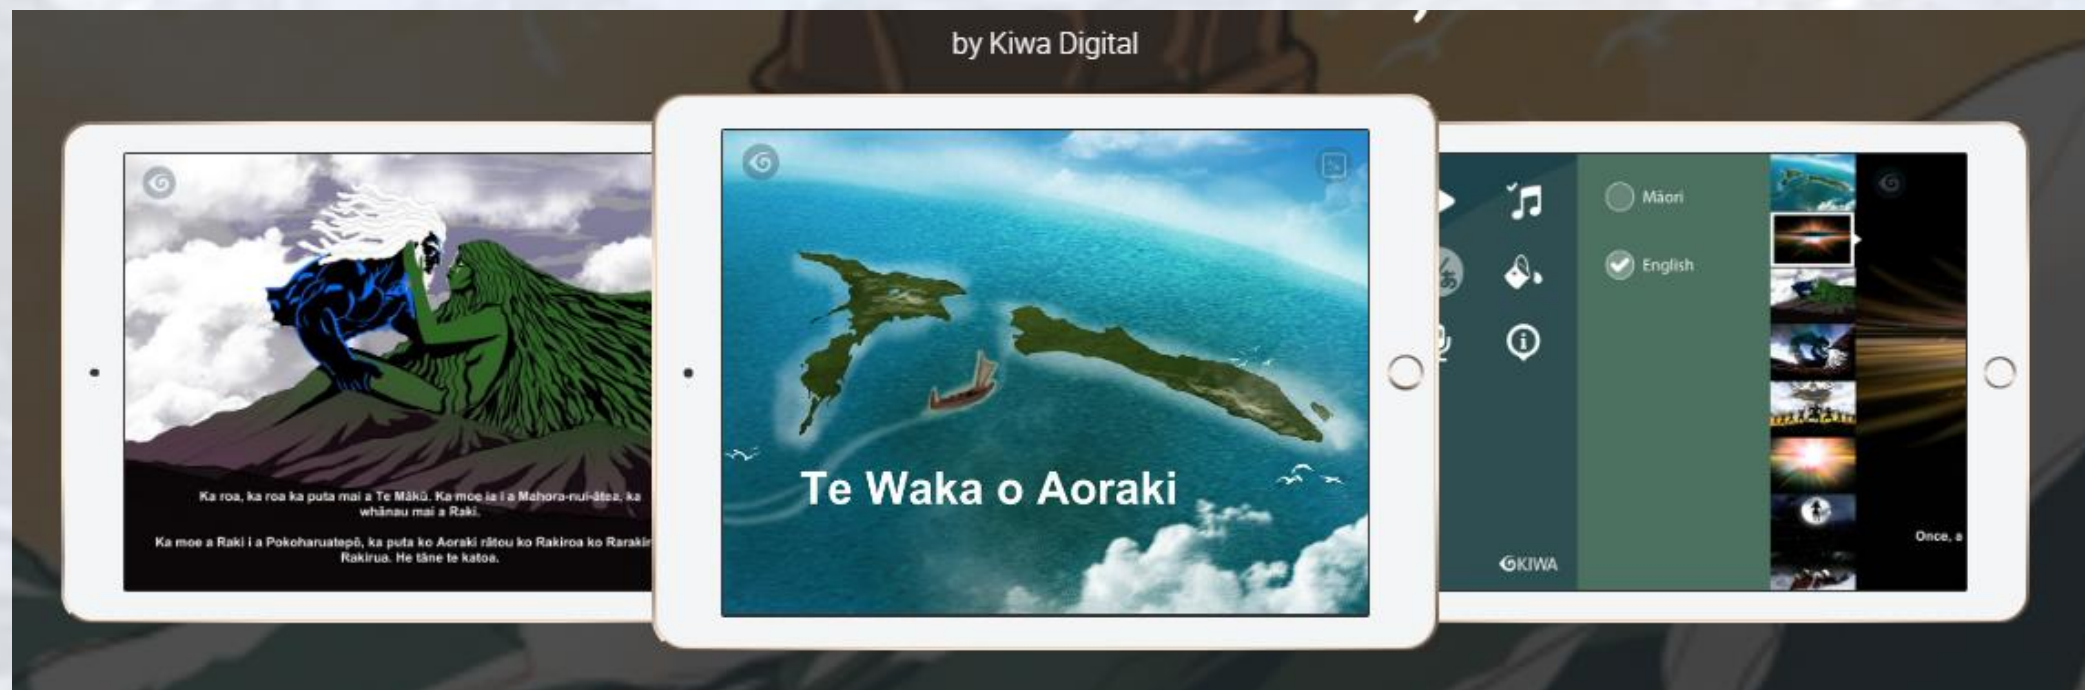 by Kiwa Digital
Ka roa, ka roa ka puta mai a Te Mākū. Ka moe ia i a Mahora-nui-ātea, ka
whānau mai a Raki.
Ka moe a Raki i a Pokoharuatepō, ka puta ko Aoraki rātou ko Rakiroa ko
Rakirua. He tāne te katoa.
Te Waka o Aoraki
Māori
English
KIWA
Once, a